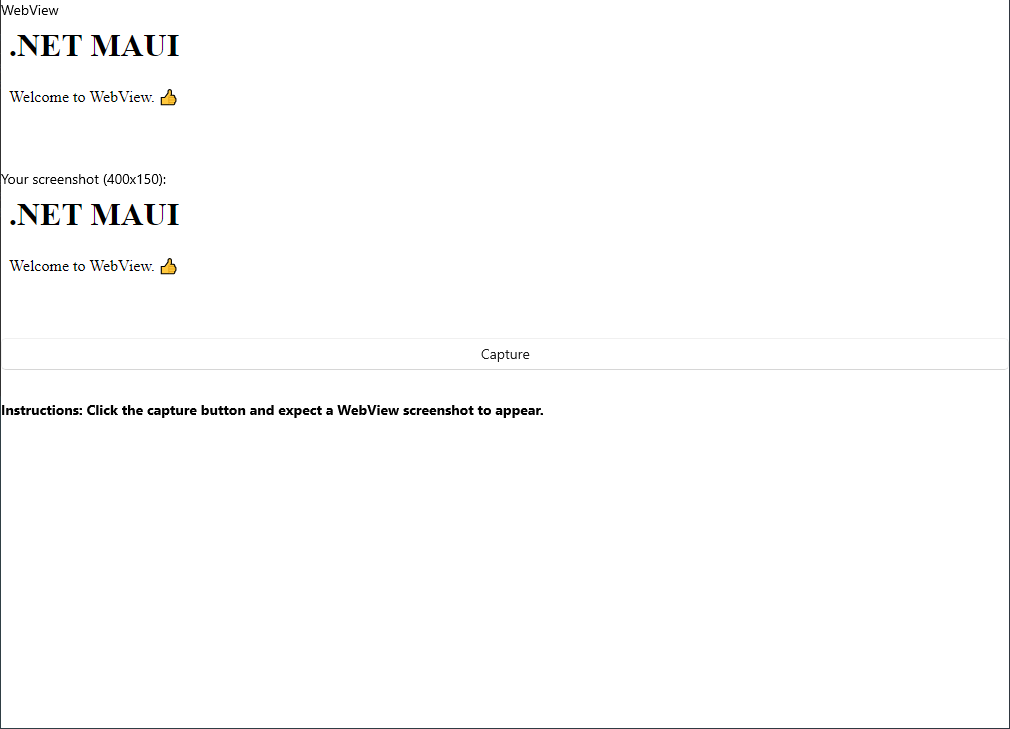 WebView
.NET MAUI
Welcome to WebView. 👍
Your screenshot (400x150):
.NET MAUI
Welcome to WebView. 👍
Capture
Instructions: Click the capture button and expect a WebView screenshot to appear.